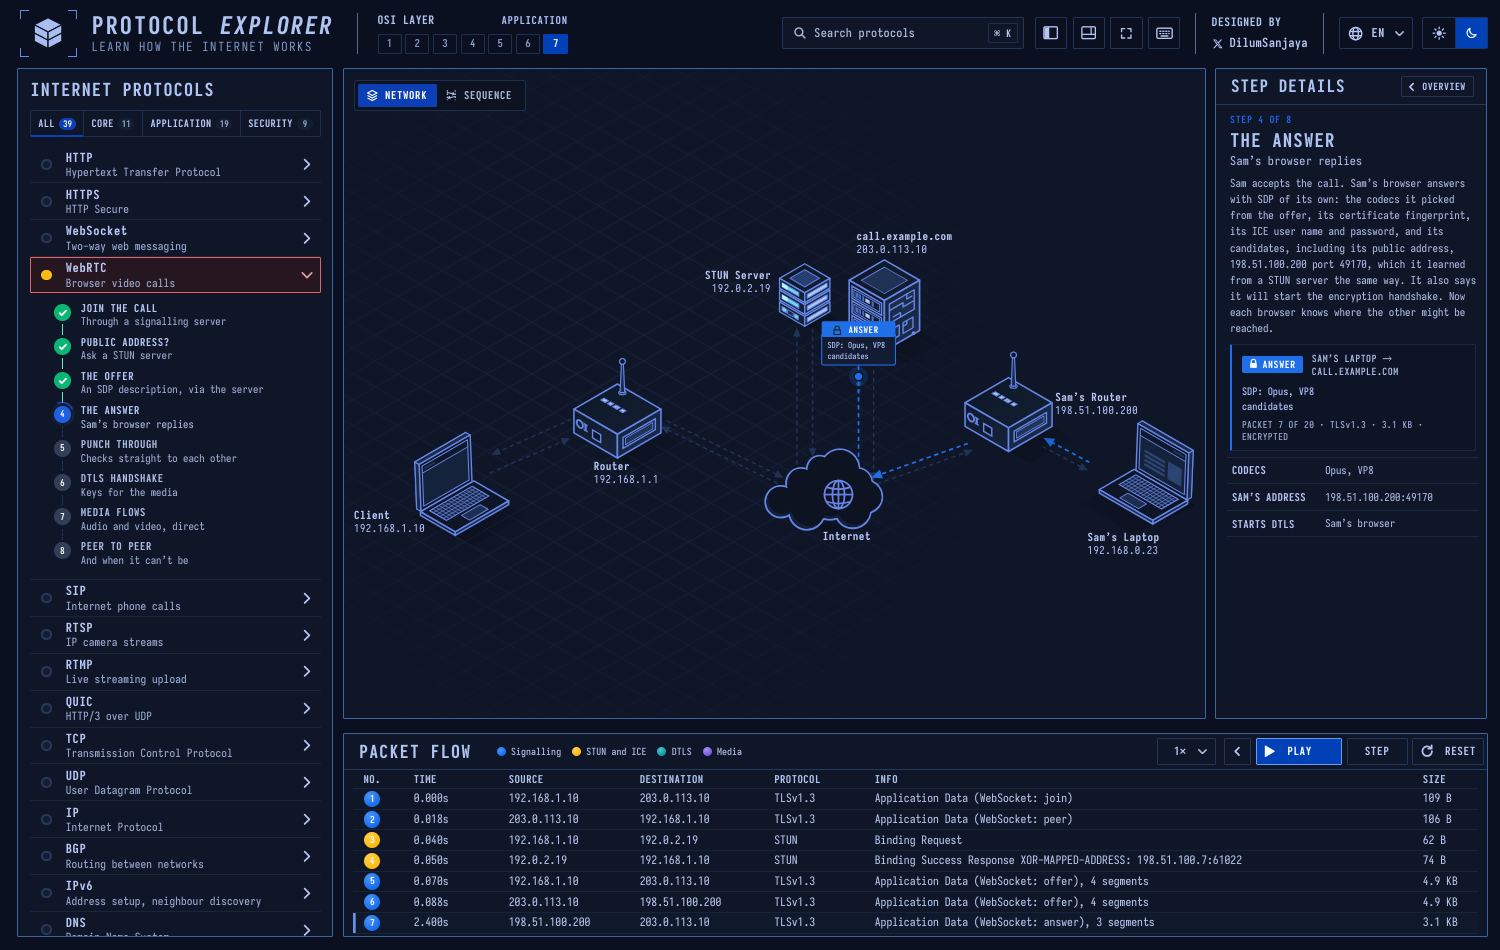 PROTOCOL EXPLORER
LEARN HOW THE INTERNET WORKS
OSI LAYER
APPLICATION
1 2 3 4 5 6 7
Search protocols
⌘ K
DESIGNED BY
X DilumSanjaya
EN
INTERNET PROTOCOLS
ALL 39
CORE 11
APPLICATION 19
SECURITY 9
HTTP
Hypertext Transfer Protocol
HTTPS
HTTP Secure
WebSocket
Two-way web messaging
WebRTC
Browser video calls
JOIN THE CALL
Through a signalling server
PUBLIC ADDRESS?
Ask a STUN server
THE OFFER
An SDP description, via the server
4
THE ANSWER
Sam's browser replies
5
PUNCH THROUGH
Checks straight to each other
6
DTLS HANDSHAKE
Keys for the media
7
MEDIA FLOWS
Audio and video, direct
8
PEER TO PEER
And when it can't be
SIP
Internet phone calls
RTSP
IP camera streams
RTMP
Live streaming upload
QUIC
HTTP/3 over UDP
TCP
Transmission Control Protocol
UDP
User Datagram Protocol
IP
Internet Protocol
BGP
Routing between networks
IPv6
Address setup, neighbour discovery
DNS
Domain Name System
NETWORK
SEQUENCE
call.example.com
203.0.113.10
STUN Server
192.0.2.19
ANSWER
SDP: Opus, VP8
candidates
Sam's Router
198.51.100.200
Router
192.168.1.1
Client
192.168.1.10
Internet
Sam's Laptop
192.168.0.23
STEP DETAILS
OVERVIEW
STEP 4 OF 8
THE ANSWER
Sam's browser replies
Sam accepts the call. Sam's browser answers
with SDP of its own: the codecs it picked
from the offer, its certificate fingerprint,
its ICE user name and password, and its
candidates, including its public address,
198.51.100.200 port 49170, which it learned
from a STUN server the same way. It also says
it will start the encryption handshake. Now
each browser knows where the other might be
reached.
ANSWER
SAM'S LAPTOP →
CALL.EXAMPLE.COM
SDP: Opus, VP8
candidates
PACKET 7 OF 20 · TLSv1.3 · 3.1 KB ·
ENCRYPTED
CODECS Opus, VP8
SAM'S ADDRESS 198.51.100.200:49170
STARTS DTLS Sam's browser
PACKET FLOW
Signalling
STUN and ICE
DTLS
Media
1×
PLAY
STEP
RESET
NO. TIME SOURCE DESTINATION PROTOCOL INFO SIZE
1 0.000s 192.168.1.10 203.0.113.10 TLSv1.3 Application Data (WebSocket: join) 109 B
2 0.018s 203.0.113.10 192.168.1.10 TLSv1.3 Application Data (WebSocket: peer) 106 B
3 0.040s 192.168.1.10 192.0.2.19 STUN Binding Request 62 B
4 0.050s 192.0.2.19 192.168.1.10 STUN Binding Success Response XOR-MAPPED-ADDRESS: 198.51.100.7:61022 74 B
5 0.070s 192.168.1.10 203.0.113.10 TLSv1.3 Application Data (WebSocket: offer), 4 segments 4.9 KB
6 0.088s 203.0.113.10 198.51.100.200 TLSv1.3 Application Data (WebSocket: offer), 4 segments 4.9 KB
7 2.400s 198.51.100.200 203.0.113.10 TLSv1.3 Application Data (WebSocket: answer), 3 segments 3.1 KB